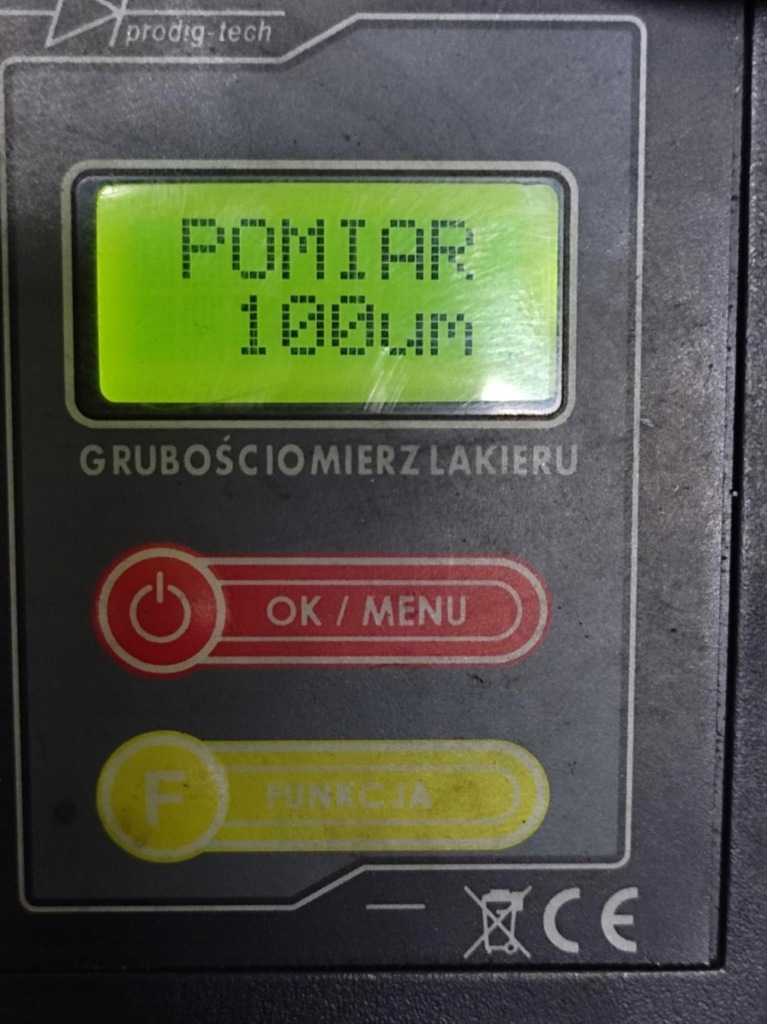 prodig-tech
POMIAR
100um
GRUBOŚCIOMIERZ LAKIERU
OK / MENU
F FUNKCJA
CE